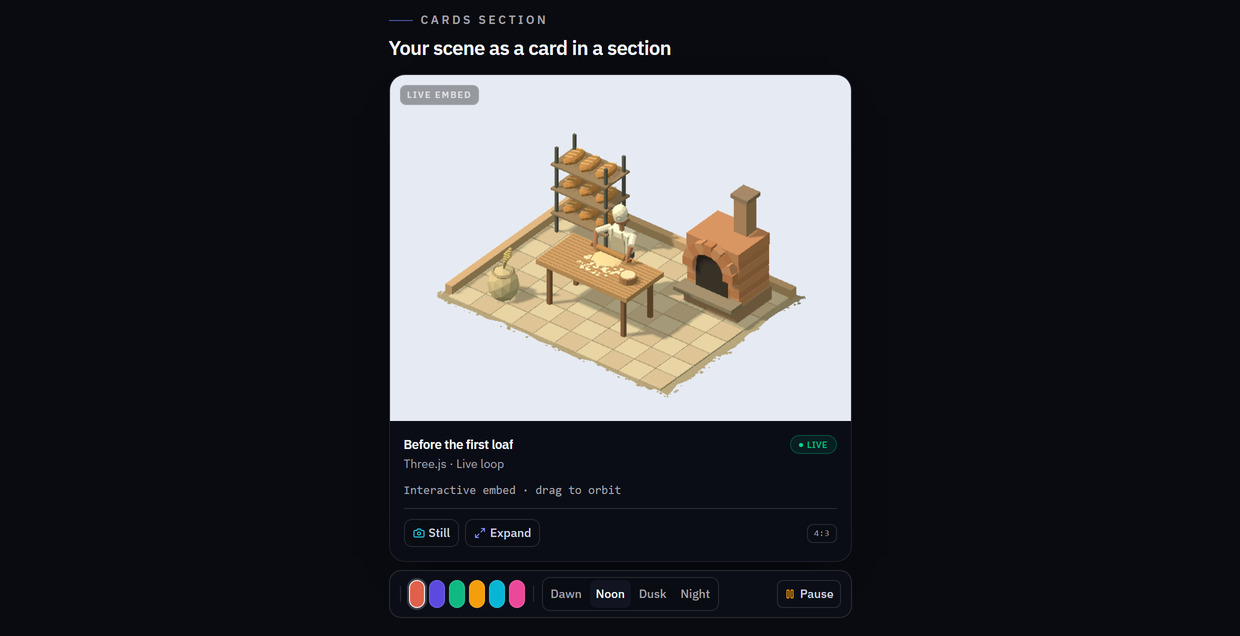 CARDS SECTION
Your scene as a card in a section
LIVE EMBED
Before the first loaf
LIVE
Three.js · Live loop
Interactive embed · drag to orbit
Still
Expand
4:3
Dawn
Noon
Dusk
Night
Pause